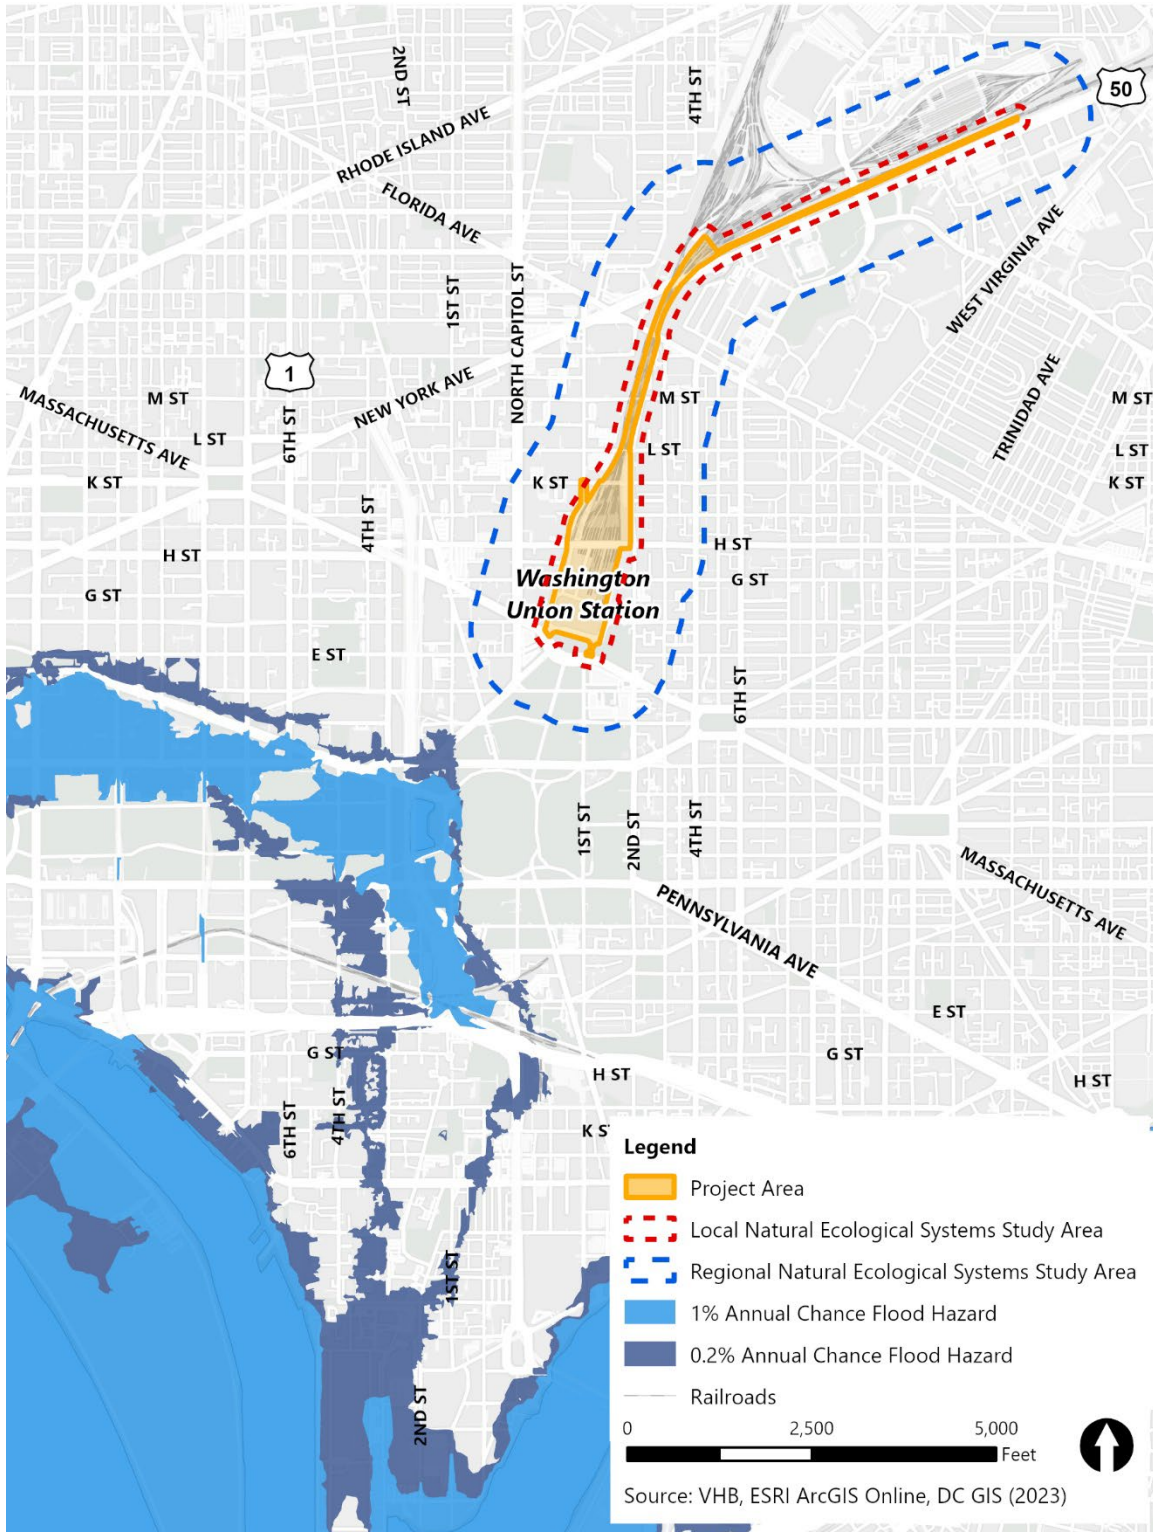 2ND ST
4TH ST
50
RHODE ISLAND AVE
FLORIDA AVE
WEST VIRGINIA AVE
1ST ST
NORTH CAPITOL ST
1
NEW YORK AVE
MASSACHUSETTS AVE
M ST
M ST
M ST
TRINIDAD AVE
6TH ST
L ST
L ST
L ST
K ST
K ST
K ST
4TH ST
H ST
H ST
G ST
G ST
Washington
Union Station
E ST
6TH ST
1ST ST
2ND ST
4TH ST
MASSACHUSETTS AVE
PENNSYLVANIA AVE
E ST
G ST
G ST
H ST
H ST
6TH ST
4TH ST
K ST
1ST ST
2ND ST
Legend
Project Area
Local Natural Ecological Systems Study Area
Regional Natural Ecological Systems Study Area
1% Annual Chance Flood Hazard
0.2% Annual Chance Flood Hazard
Railroads
0 2,500 5,000
Feet
Source: VHB, ESRI ArcGIS Online, DC GIS (2023)